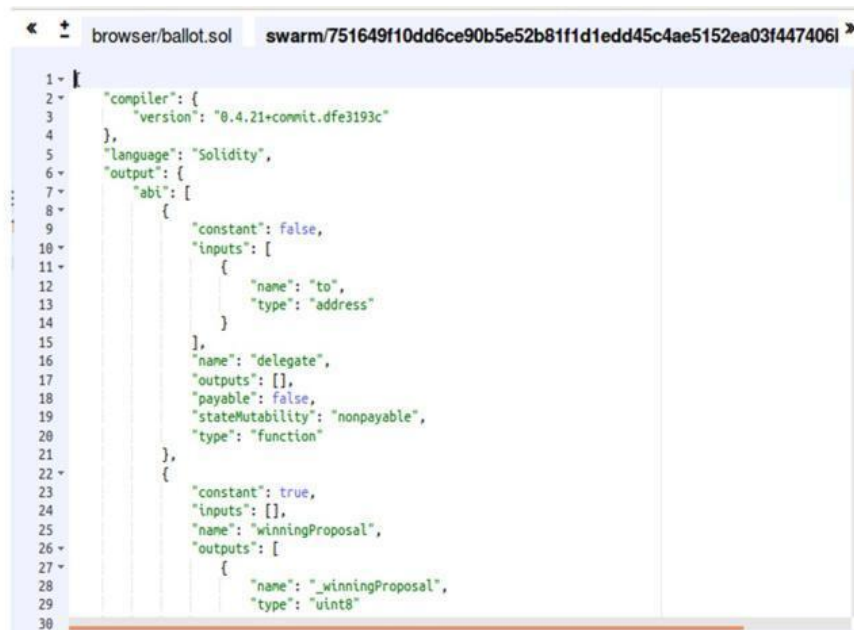 browser/ballot.sol swarm/751649f10dd6ce90b5e52b81f1d1edd45c4ae5152ea03f447406
1
2 "compiler": {
3 "version": "0.4.21+commit.dfe3193c"
4 },
5 "language": "Solidity",
6 "output": {
7 "abi": [
8 {
9 "constant": false,
10 "inputs": [
11 {
12 "name": "to",
13 "type": "address"
14 }
15 ],
16 "name": "delegate",
17 "outputs": [],
18 "payable": false,
19 "stateMutability": "nonpayable",
20 "type": "function"
21 },
22 {
23 "constant": true,
24 "inputs": [],
25 "name": "winningProposal",
26 "outputs": [
27 {
28 "name": "_winningProposal",
29 "type": "uint8"
30